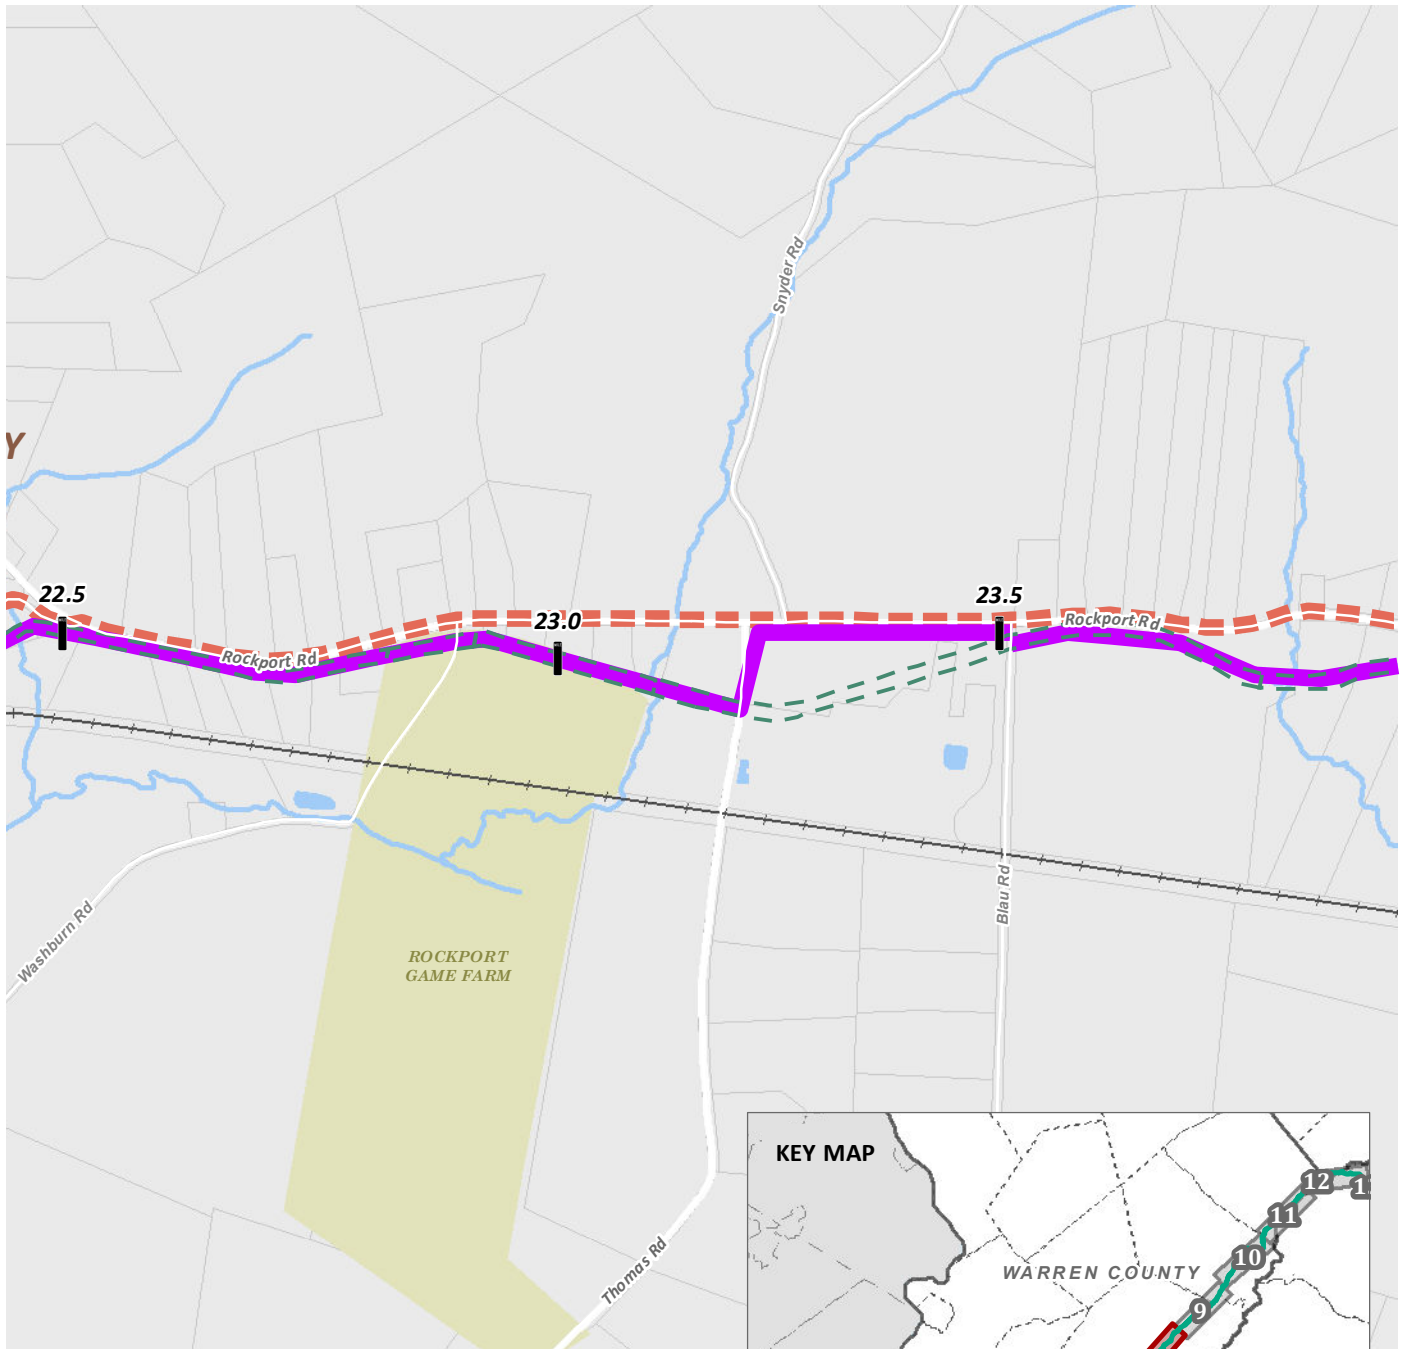 Snyder Rd
Y
22.5
23.0
23.5
Rockport Rd
Rockport Rd
Blau Rd
Washburn Rd
ROCKPORT
GAME FARM
Thomas Rd
KEY MAP
12
11
10
WARREN COUNTY
9